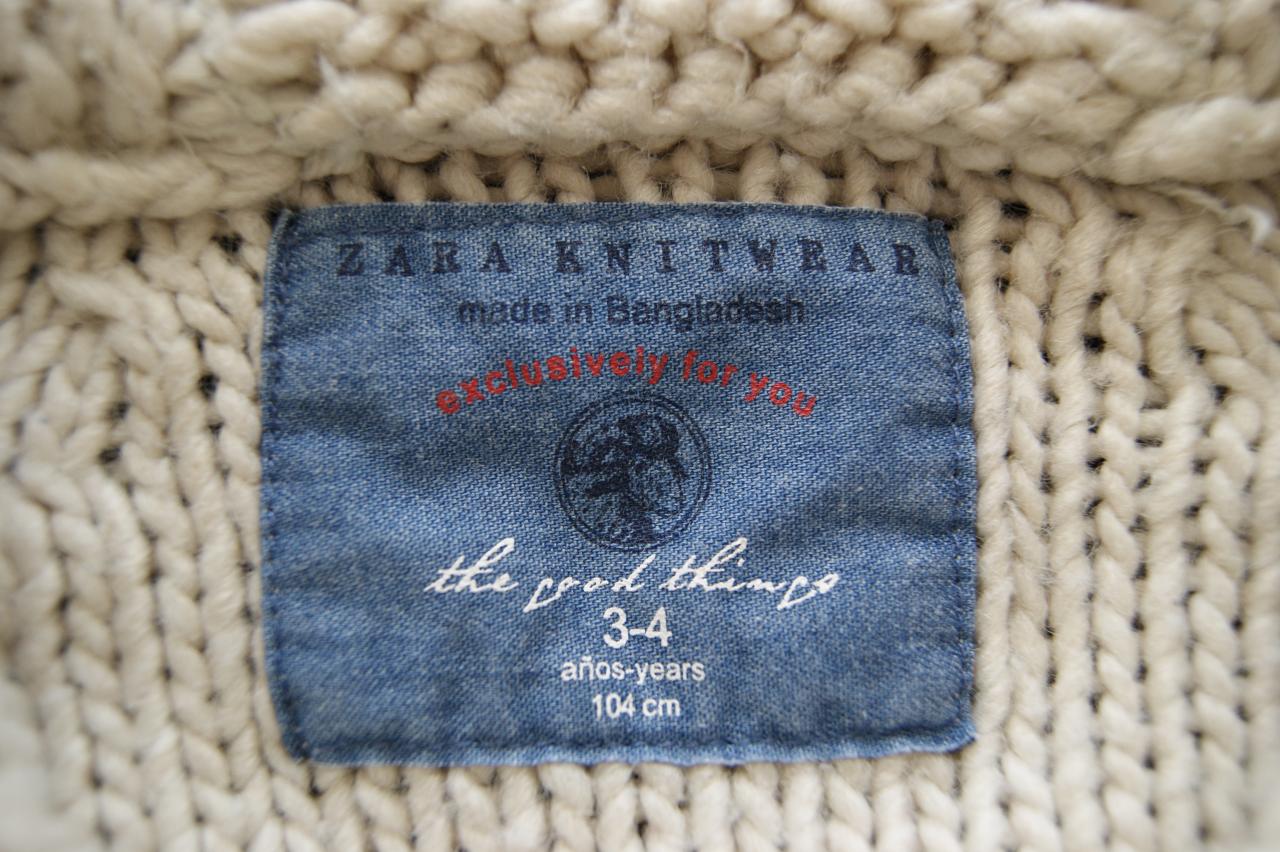 ZARA KNITWEAR
made in Bangladesh
exclusively for you
the good things
3-4
años-years
104 cm